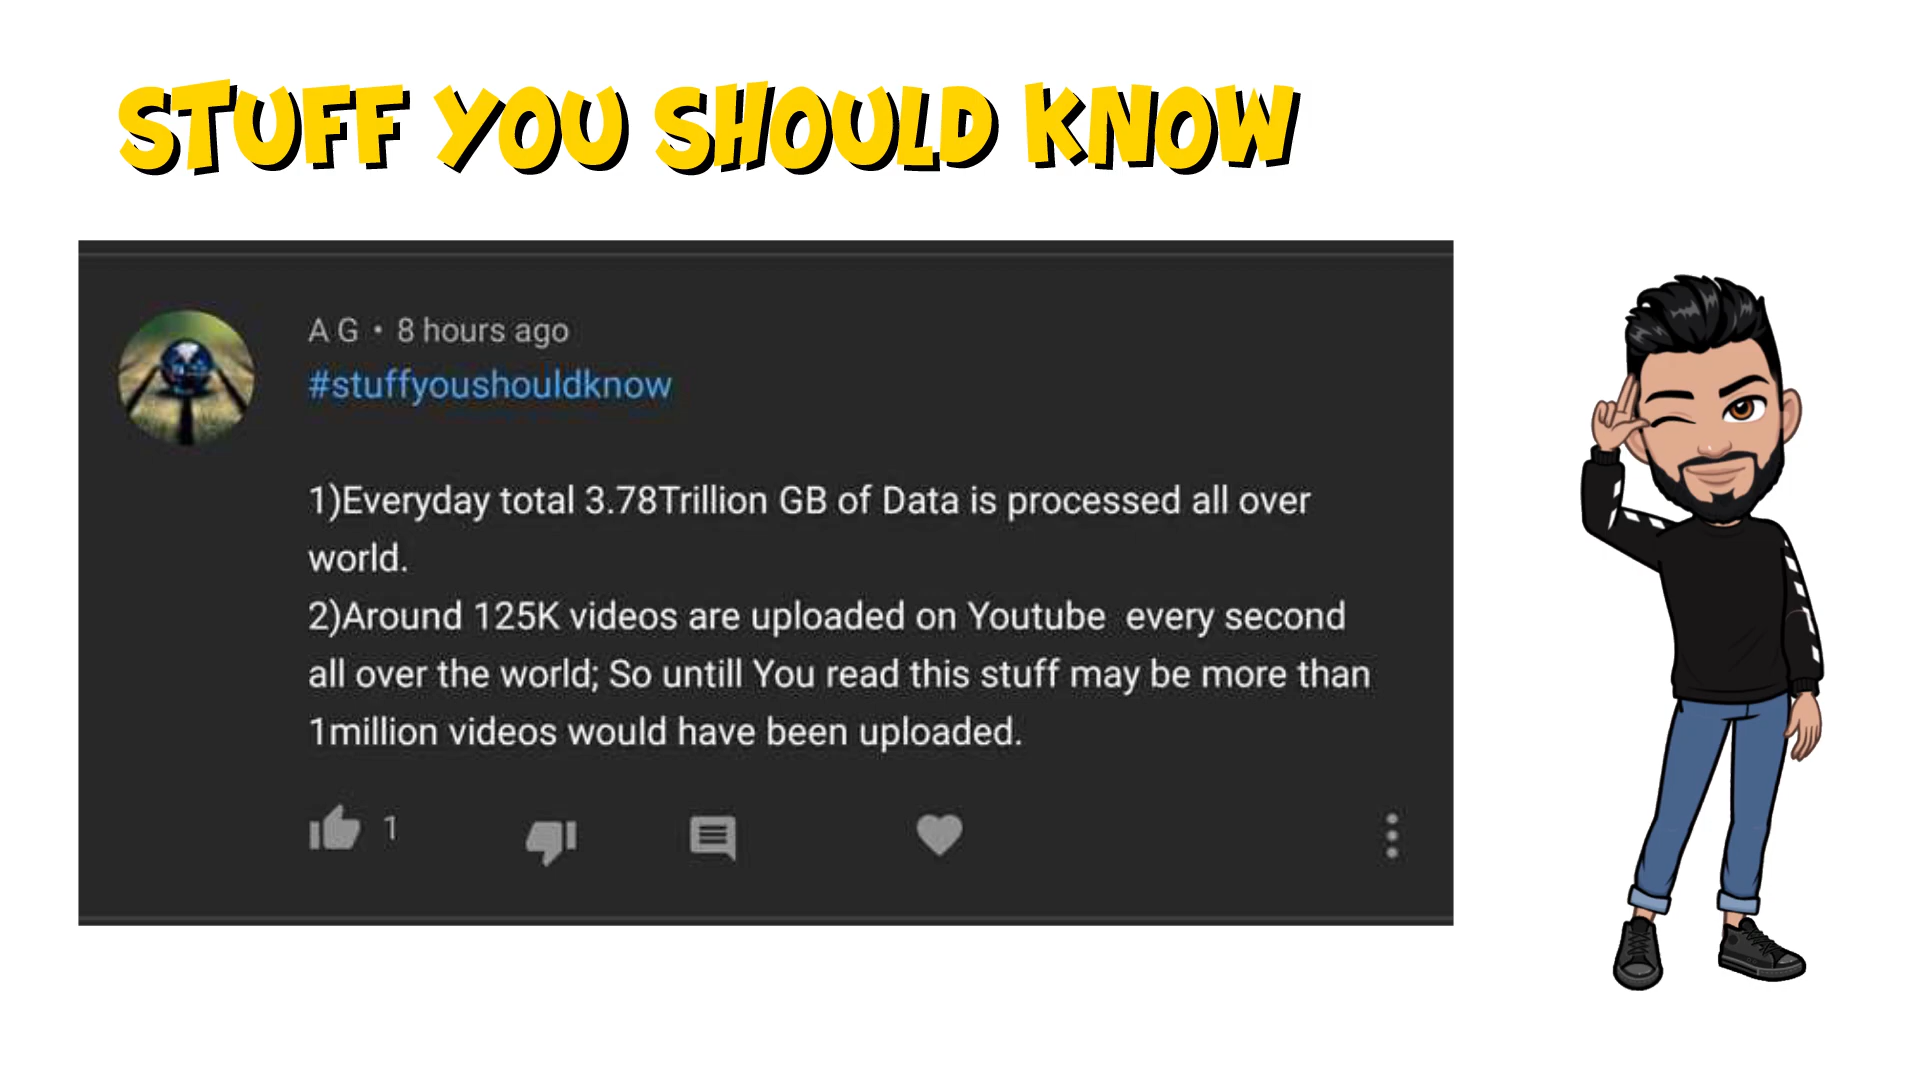 STUFF YOU SHOULD KNOW
A G • 8 hours ago
#stuffyoushouldknow
1)Everyday total 3.78Trillion GB of Data is processed all over
world.
2)Around 125K videos are uploaded on Youtube  every second
all over the world; So untill You read this stuff may be more than
1million videos would have been uploaded.
1